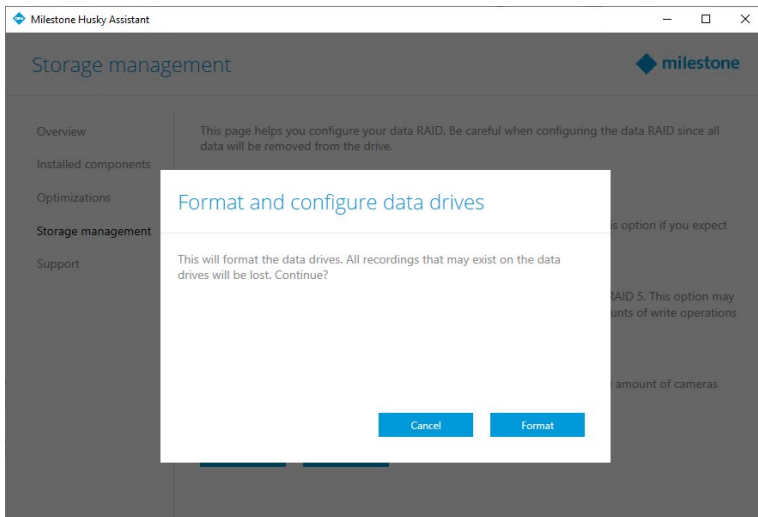 Milestone Husky Assistant
Storage management
milestone
Overview
Installed components
Optimizations
Storage management
Support
This page helps you configure your data RAID. Be careful when configuring the data RAID since all
data will be removed from the drive.
Format and configure data drives
This will format the data drives. All recordings that may exist on the data
drives will be lost. Continue?
Cancel
Format
is option if you expect
RAID 5. This option may
unts of write operations
amount of cameras